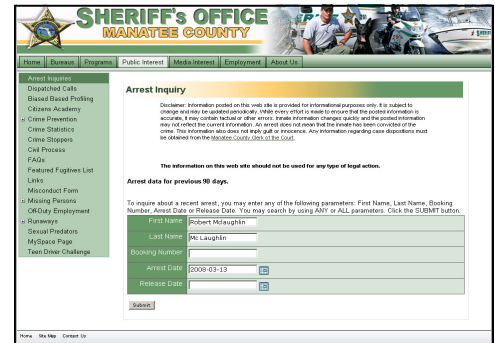 SHERIFF's OFFICE
MANATEE COUNTY
Home Bureaus Programs Public Interest Media Interest Employment About Us
Arrest Inquiries
Dispatched Calls
Biased Based Profiling
Citizens Academy
Crime Prevention
Crime Statistics
Crime Stoppers
Civil Process
FAQs
Featured Fugitives List
Links
Misconduct Form
Missing Persons
Off-Duty Employment
Runaways
Sexual Predators
MySpace Page
Teen Driver Challenge
Arrest Inquiry
Disclaimer: Information posted on this web site is provided for informational purposes only. It is subject to
change and may be updated periodically. While every effort is made to ensure that the posted information is
accurate, it may contain factual or other errors. Inmate information changes quickly and the posted information
may not reflect the current information. An arrest does not mean that the inmate has been convicted of the
crime. This information also does not imply guilt or innocence. Any information regarding case dispositions must
be obtained from the Manatee County Clerk of the Court.
The information on this web site should not be used for any type of legal action.
Arrest data for previous 90 days.
To inquire about a recent arrest, you may enter any of the following parameters: First Name, Last Name, Booking
Number, Arrest Date or Release Date. You may search by using ANY or ALL parameters. Click the SUBMIT button.
First Name Robert Mclaughlin
Last Name Mc Laughlin
Booking Number
Arrest Date 2008-03-13
Release Date
Submit
Home Site Map Contact Us